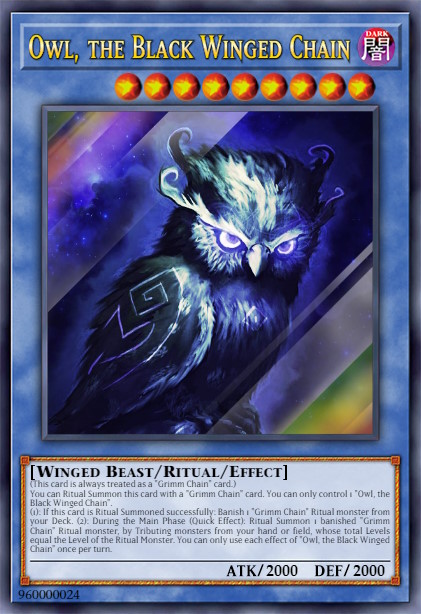 Owl, the Black Winged Chain
DARK
闇
[Winged Beast/Ritual/Effect]
(This card is always treated as a "Grimm Chain" card.)
You can Ritual Summon this card with a "Grimm Chain" card. You can only control 1 "Owl, the
Black Winged Chain".
(1): If this card is Ritual Summoned successfully: Banish 1 "Grimm Chain" Ritual monster from
your Deck. (2): During the Main Phase (Quick Effect): Ritual Summon 1 banished "Grimm
Chain" Ritual monster, by Tributing monsters from your hand or field, whose total Levels
equal the Level of the Ritual Monster. You can only use each effect of "Owl, the Black Winged
Chain" once per turn.
ATK/2000 DEF/2000
960000024